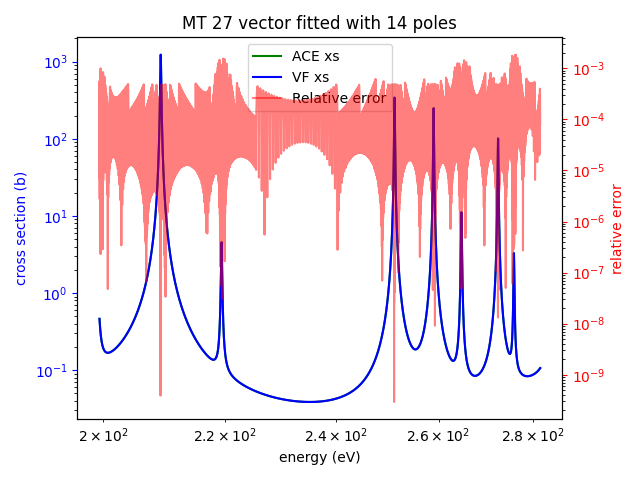 MT 27 vector fitted with 14 poles
ACE xs
VF xs
Relative error
cross section (b)
10³
10²
10¹
10⁰
10⁻¹
relative error
10⁻³
10⁻⁴
10⁻⁵
10⁻⁶
10⁻⁷
10⁻⁸
10⁻⁹
2 × 10²
2.2 × 10²
2.4 × 10²
2.6 × 10²
2.8 × 10²
energy (eV)